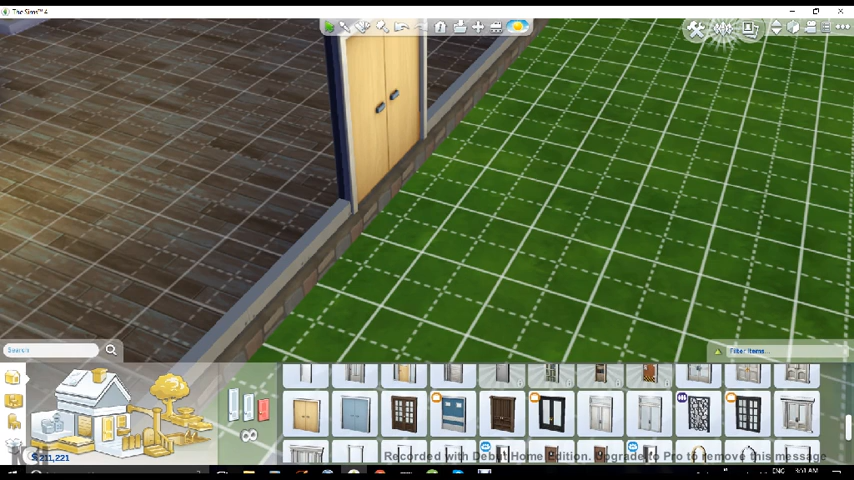 The Sims™ 4
Search
Filter Items...
§211,221
Recorded with Debut Home Edition. Upgrade to Pro to remove this message
ENG